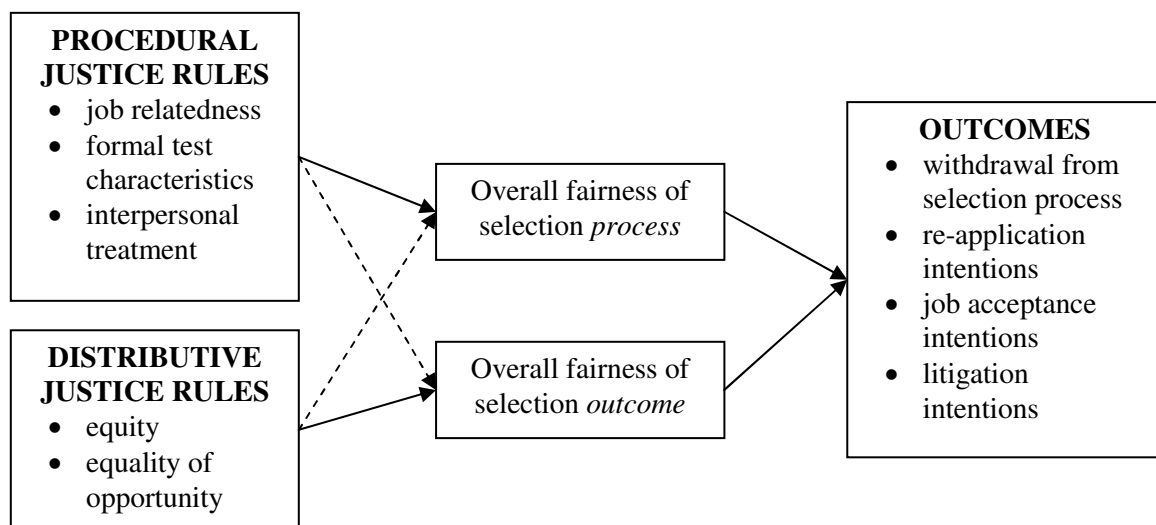 PROCEDURAL
JUSTICE RULES
• job relatedness
• formal test
characteristics
• interpersonal
treatment
DISTRIBUTIVE
JUSTICE RULES
• equity
• equality of
opportunity
Overall fairness of
selection process
Overall fairness of
selection outcome
OUTCOMES
• withdrawal from
selection process
• re-application
intentions
• job acceptance
intentions
• litigation
intentions